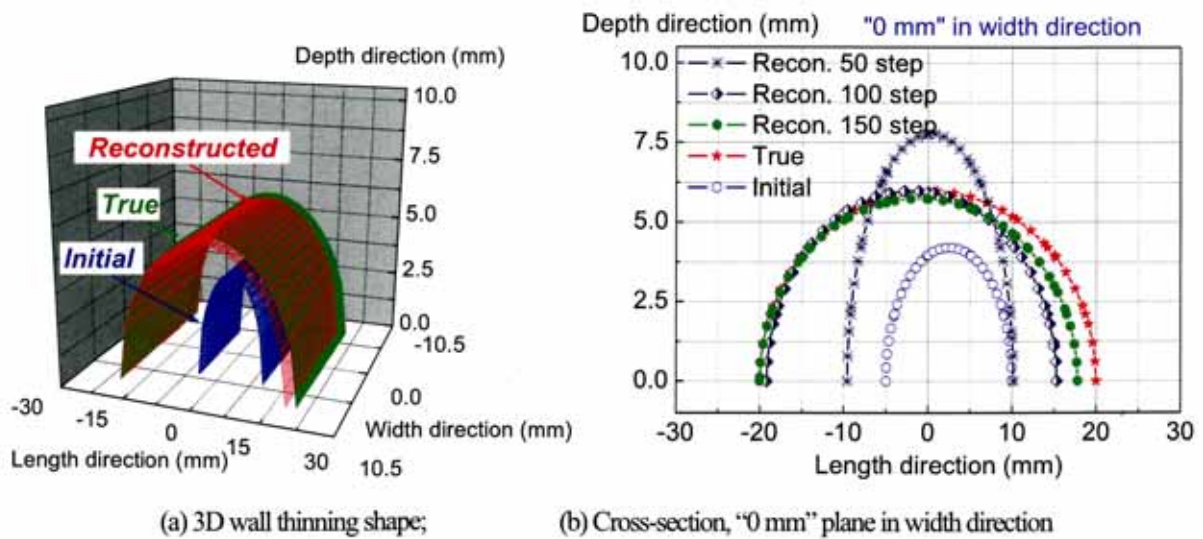 Depth direction (mm)
10.0
7.5
5.0
2.5
0.0
-10.5
0.0
10.5
Width direction (mm)
-30
-15
0
15
30
Length direction (mm)
Reconstructed
True
Initial
(a) 3D wall thinning shape;
Depth direction (mm)
"0 mm" in width direction
10.0
7.5
5.0
2.5
0.0
Recon. 50 step
Recon. 100 step
Recon. 150 step
True
Initial
-30 -20 -10 0 10 20 30
Length direction (mm)
(b) Cross-section, “0 mm” plane in width direction